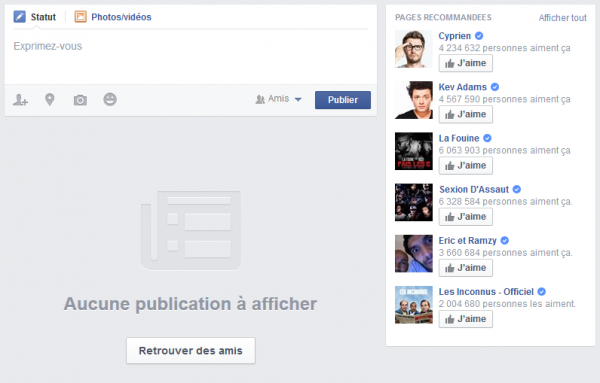 Statut Photos/vidéos
Exprimez-vous
Amis Publier
Aucune publication à afficher
Retrouver des amis
PAGES RECOMMANDÉES Afficher tout
Cyprien
4 234 632 personnes aiment ça
J'aime
Kev Adams
4 567 590 personnes aiment ça
J'aime
La Fouine
6 063 903 personnes aiment ça
J'aime
Sexion D'Assaut
6 328 584 personnes aiment ça.
J'aime
Eric et Ramzy
3 660 684 personnes aiment ça.
J'aime
Les Inconnus - Officiel
2 004 680 personnes les aiment.
J'aime